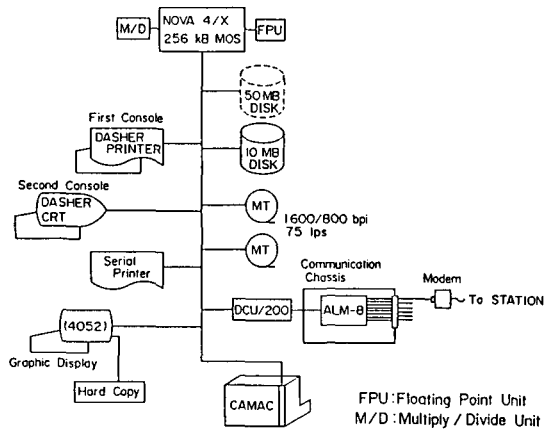 NOVA 4/X
256 kB MOS
M/D
FPU
50 MB
DISK
First Console
DASHER
PRINTER
10 MB
DISK
Second Console
DASHER
CRT
MT
1600/800 bpi
75 Ips
MT
Serial
Printer
Communication
Chassis
Modem
DCU/200
ALM-8
To STATION
(4052)
Graphic Display
Hard Copy
CAMAC
FPU:Floating Point Unit
M/D:Multiply / Divide Unit